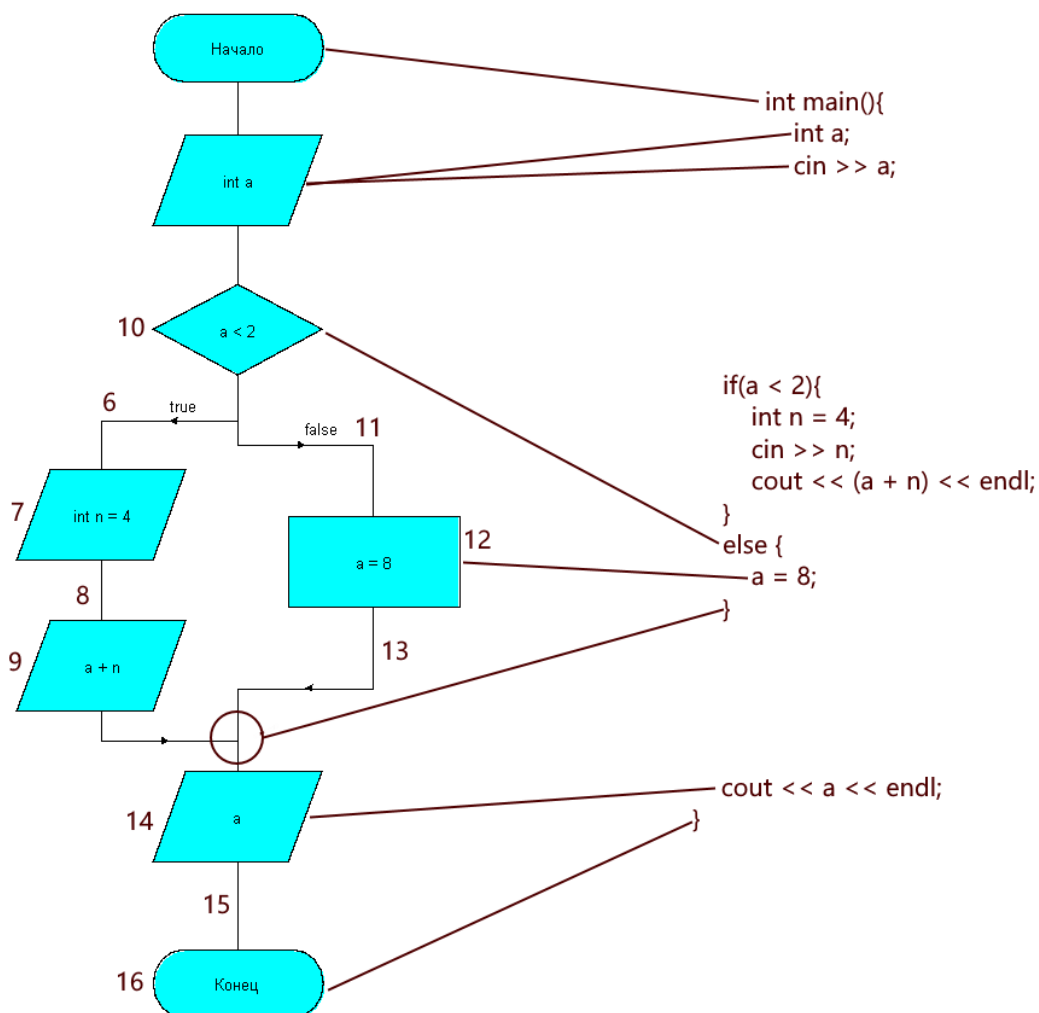 Начало
int main(){
int a;
cin >> a;
int a
10
a < 2
6
true
false
11
if(a < 2){
int n = 4;
cin >> n;
cout << (a + n) << endl;
}
else {
a = 8;
}
7
int n = 4
12
a = 8
8
9
a + n
13
14
a
cout << a << endl;
}
15
16
Конец